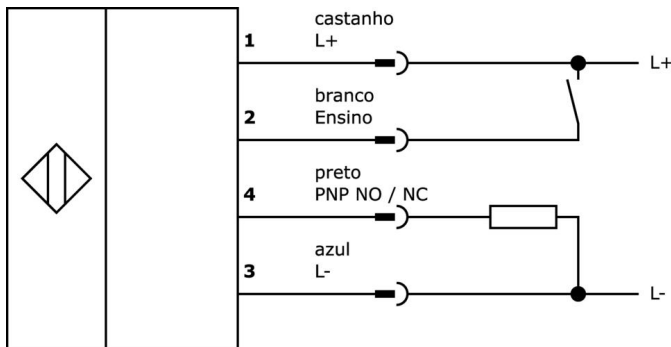 castanho
1 L+
L+
branco
2 Ensino
preto
4 PNP NO / NC
azul
3 L-
L-